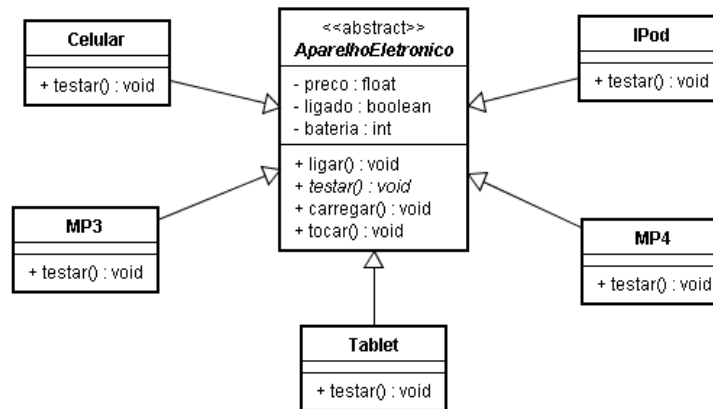 Celular
+ testar() : void
<<abstract>>
AparelhoEletronico
- preco : float
- ligado : boolean
- bateria : int
+ ligar() : void
+ testar() : void
+ carregar() : void
+ tocar() : void
IPod
+ testar() : void
MP3
+ testar() : void
MP4
+ testar() : void
Tablet
+ testar() : void